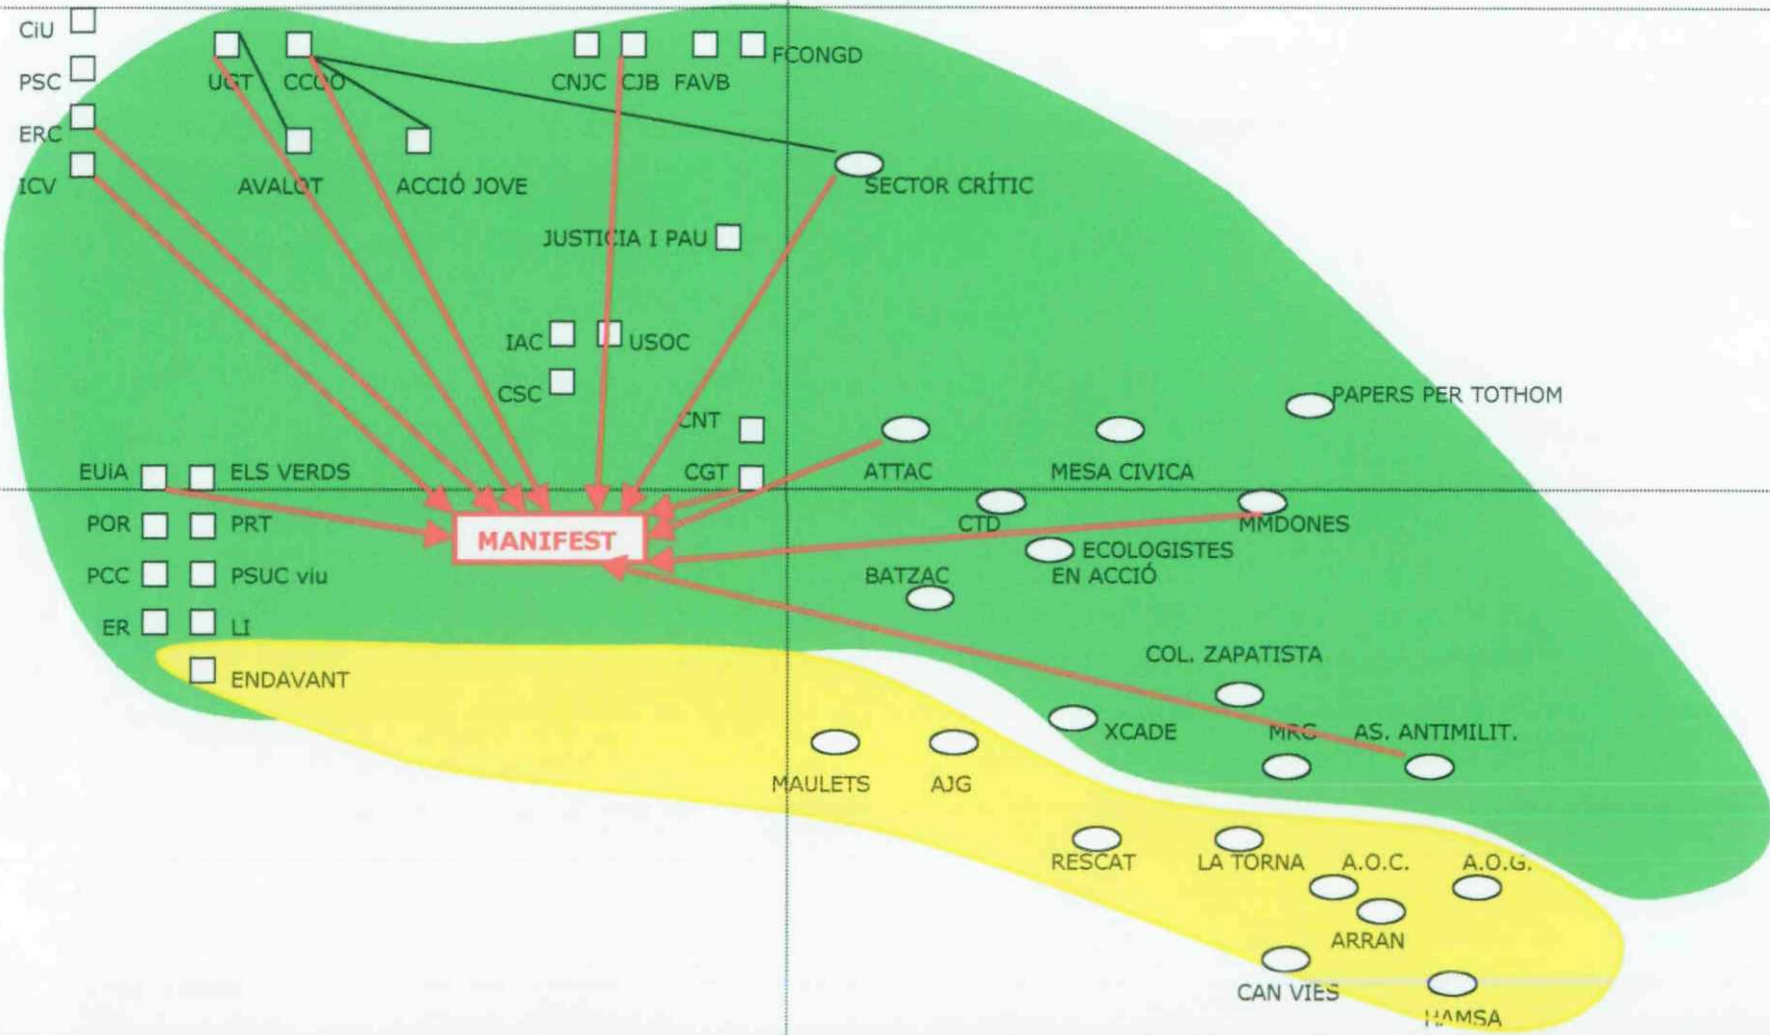 CiU
PSC
ERC
ICV
UGT
CCOO
CNJC
CJB
FAVB
FCONGD
AVALOT
ACCIÓ JOVE
SECTOR CRÍTIC
JUSTICIA I PAU
IAC
USOC
CSC
PAPERS PER TOTHOM
CNT
EUiA
ELS VERDS
CGT
ATTAC
MESA CIVICA
POR
PRT
MANIFEST
CTD
MMDONES
ECOLOGISTES
EN ACCIÓ
PCC
PSUC viu
BATZAC
ER
LI
ENDAVANT
COL. ZAPATISTA
XCADE
MRG
AS. ANTIMILIT.
MAULETS
AJG
RESCAT
LA TORNA
A.O.C.
A.O.G.
ARRAN
CAN VIES
HAMSA